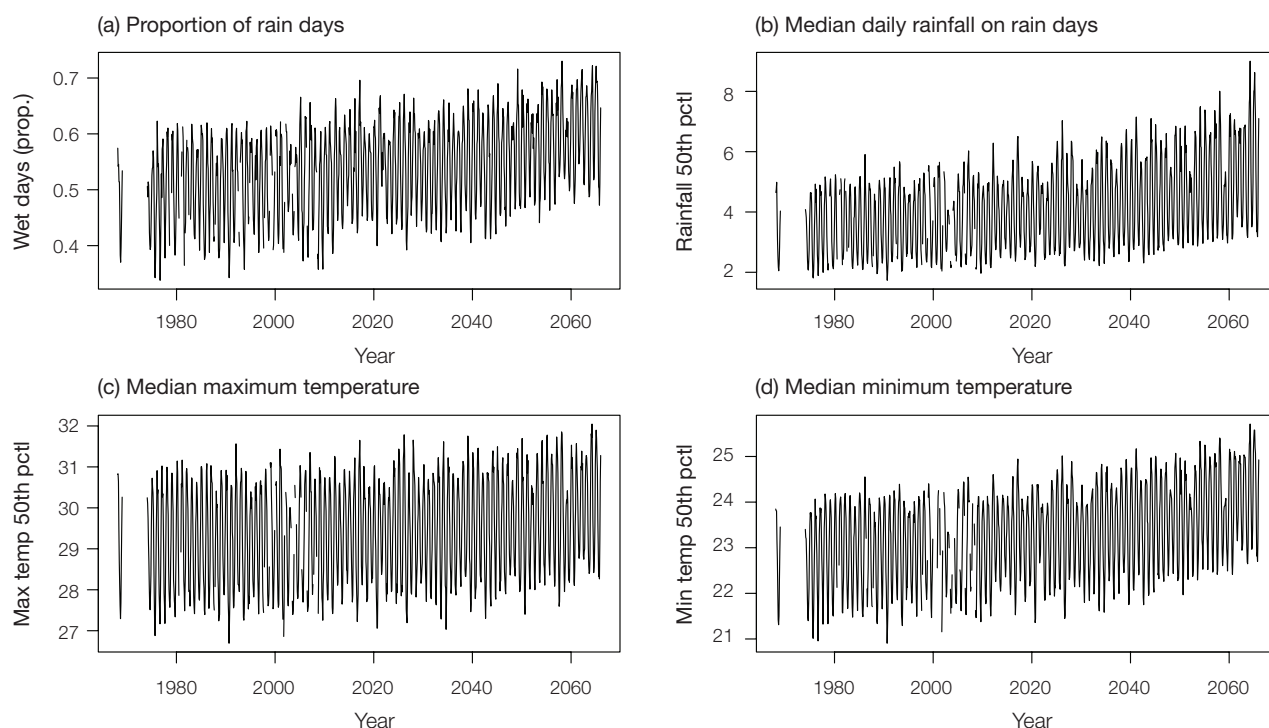 (a) Proportion of rain days
Wet days (prop.)
0.7
0.6
0.5
0.4
1980 2000 2020 2040 2060
Year
(b) Median daily rainfall on rain days
Rainfall 50th pctl
8
6
4
2
1980 2000 2020 2040 2060
Year
(c) Median maximum temperature
Max temp 50th pctl
32
31
30
29
28
27
1980 2000 2020 2040 2060
Year
(d) Median minimum temperature
Min temp 50th pctl
25
24
23
22
21
1980 2000 2020 2040 2060
Year